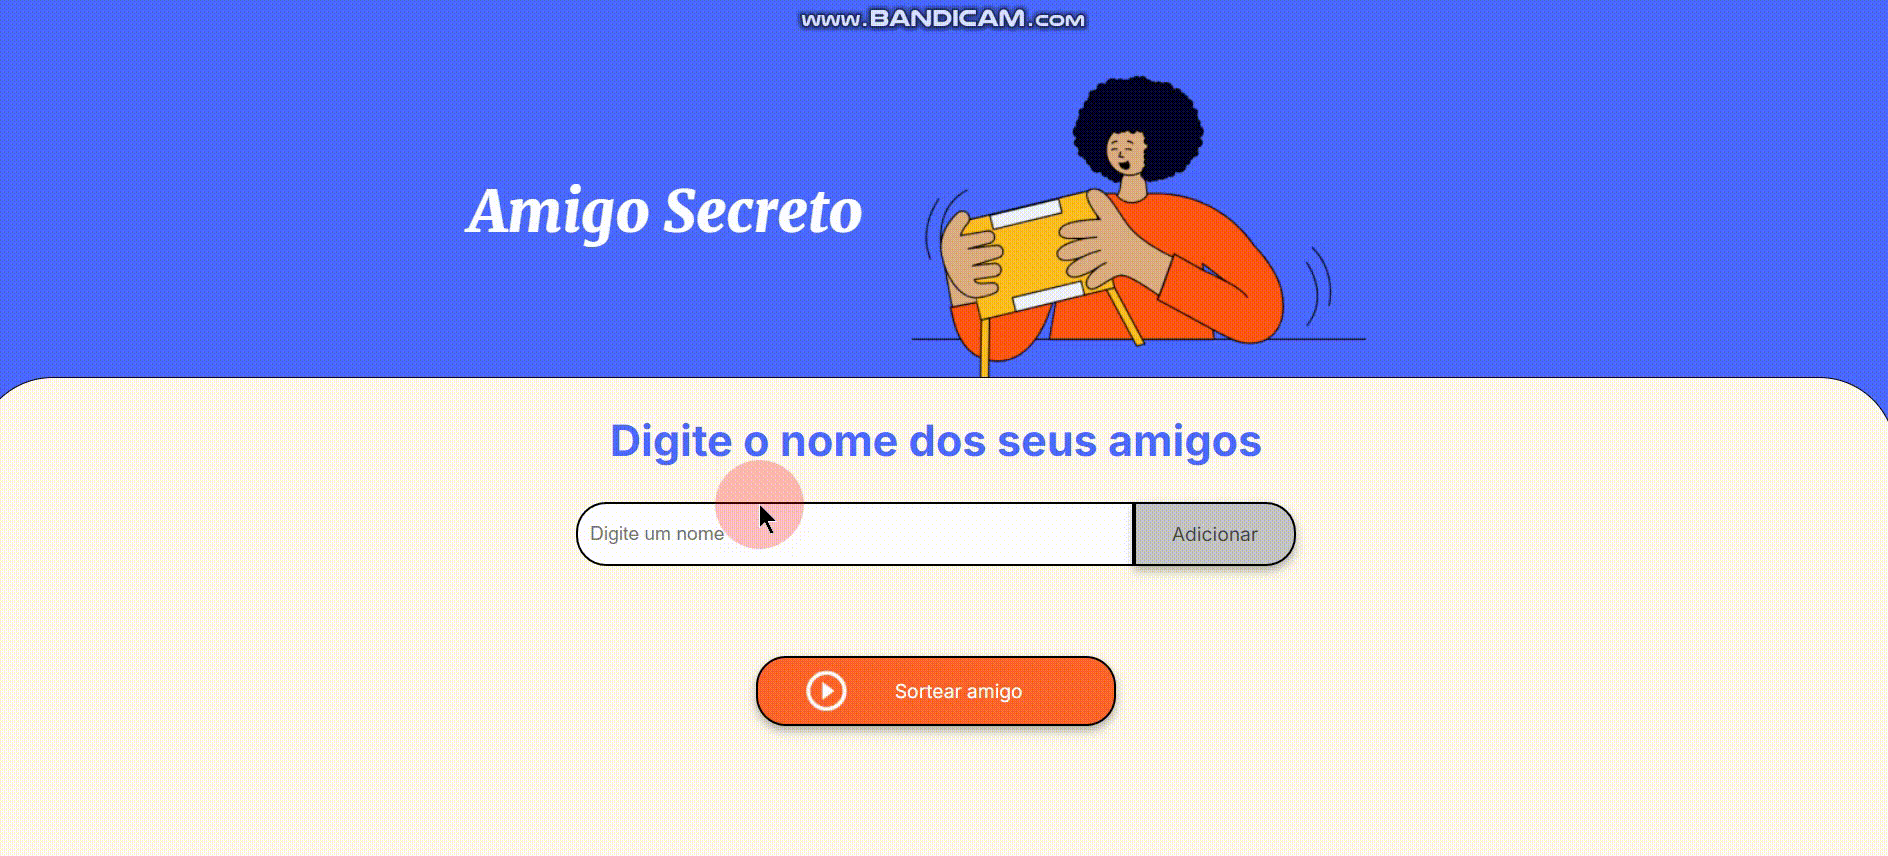 www.BANDICAM.COM
Amigo Secreto
Digite o nome dos seus amigos
Digite um nome
Adicionar
Sortear amigo